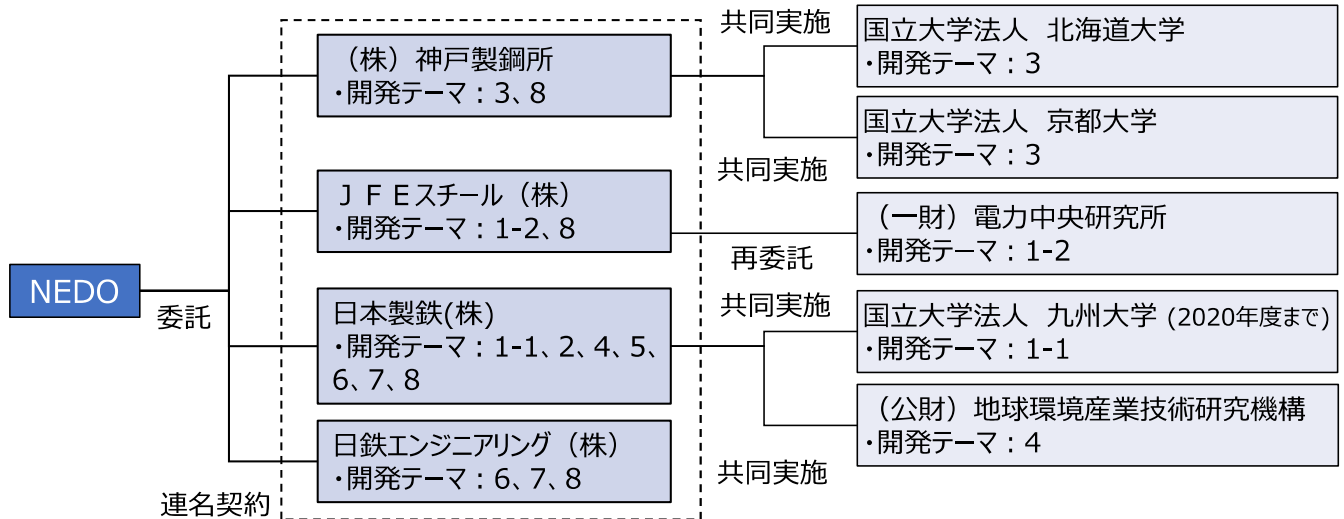 NEDO
委託
連名契約
（株）神戸製鋼所
・開発テーマ：3、8
ＪＦＥスチール（株）
・開発テーマ：1-2、8
日本製鉄(株)
・開発テーマ：1-1、2、4、5、
6、7、8
日鉄エンジニアリング（株）
・開発テーマ：6、7、8
共同実施
国立大学法人　北海道大学
・開発テーマ：3
共同実施
国立大学法人　京都大学
・開発テーマ：3
再委託
（一財）電力中央研究所
・開発テーマ：1-2
共同実施
国立大学法人　九州大学 (2020年度まで)
・開発テーマ：1-1
共同実施
（公財）地球環境産業技術研究機構
・開発テーマ：4